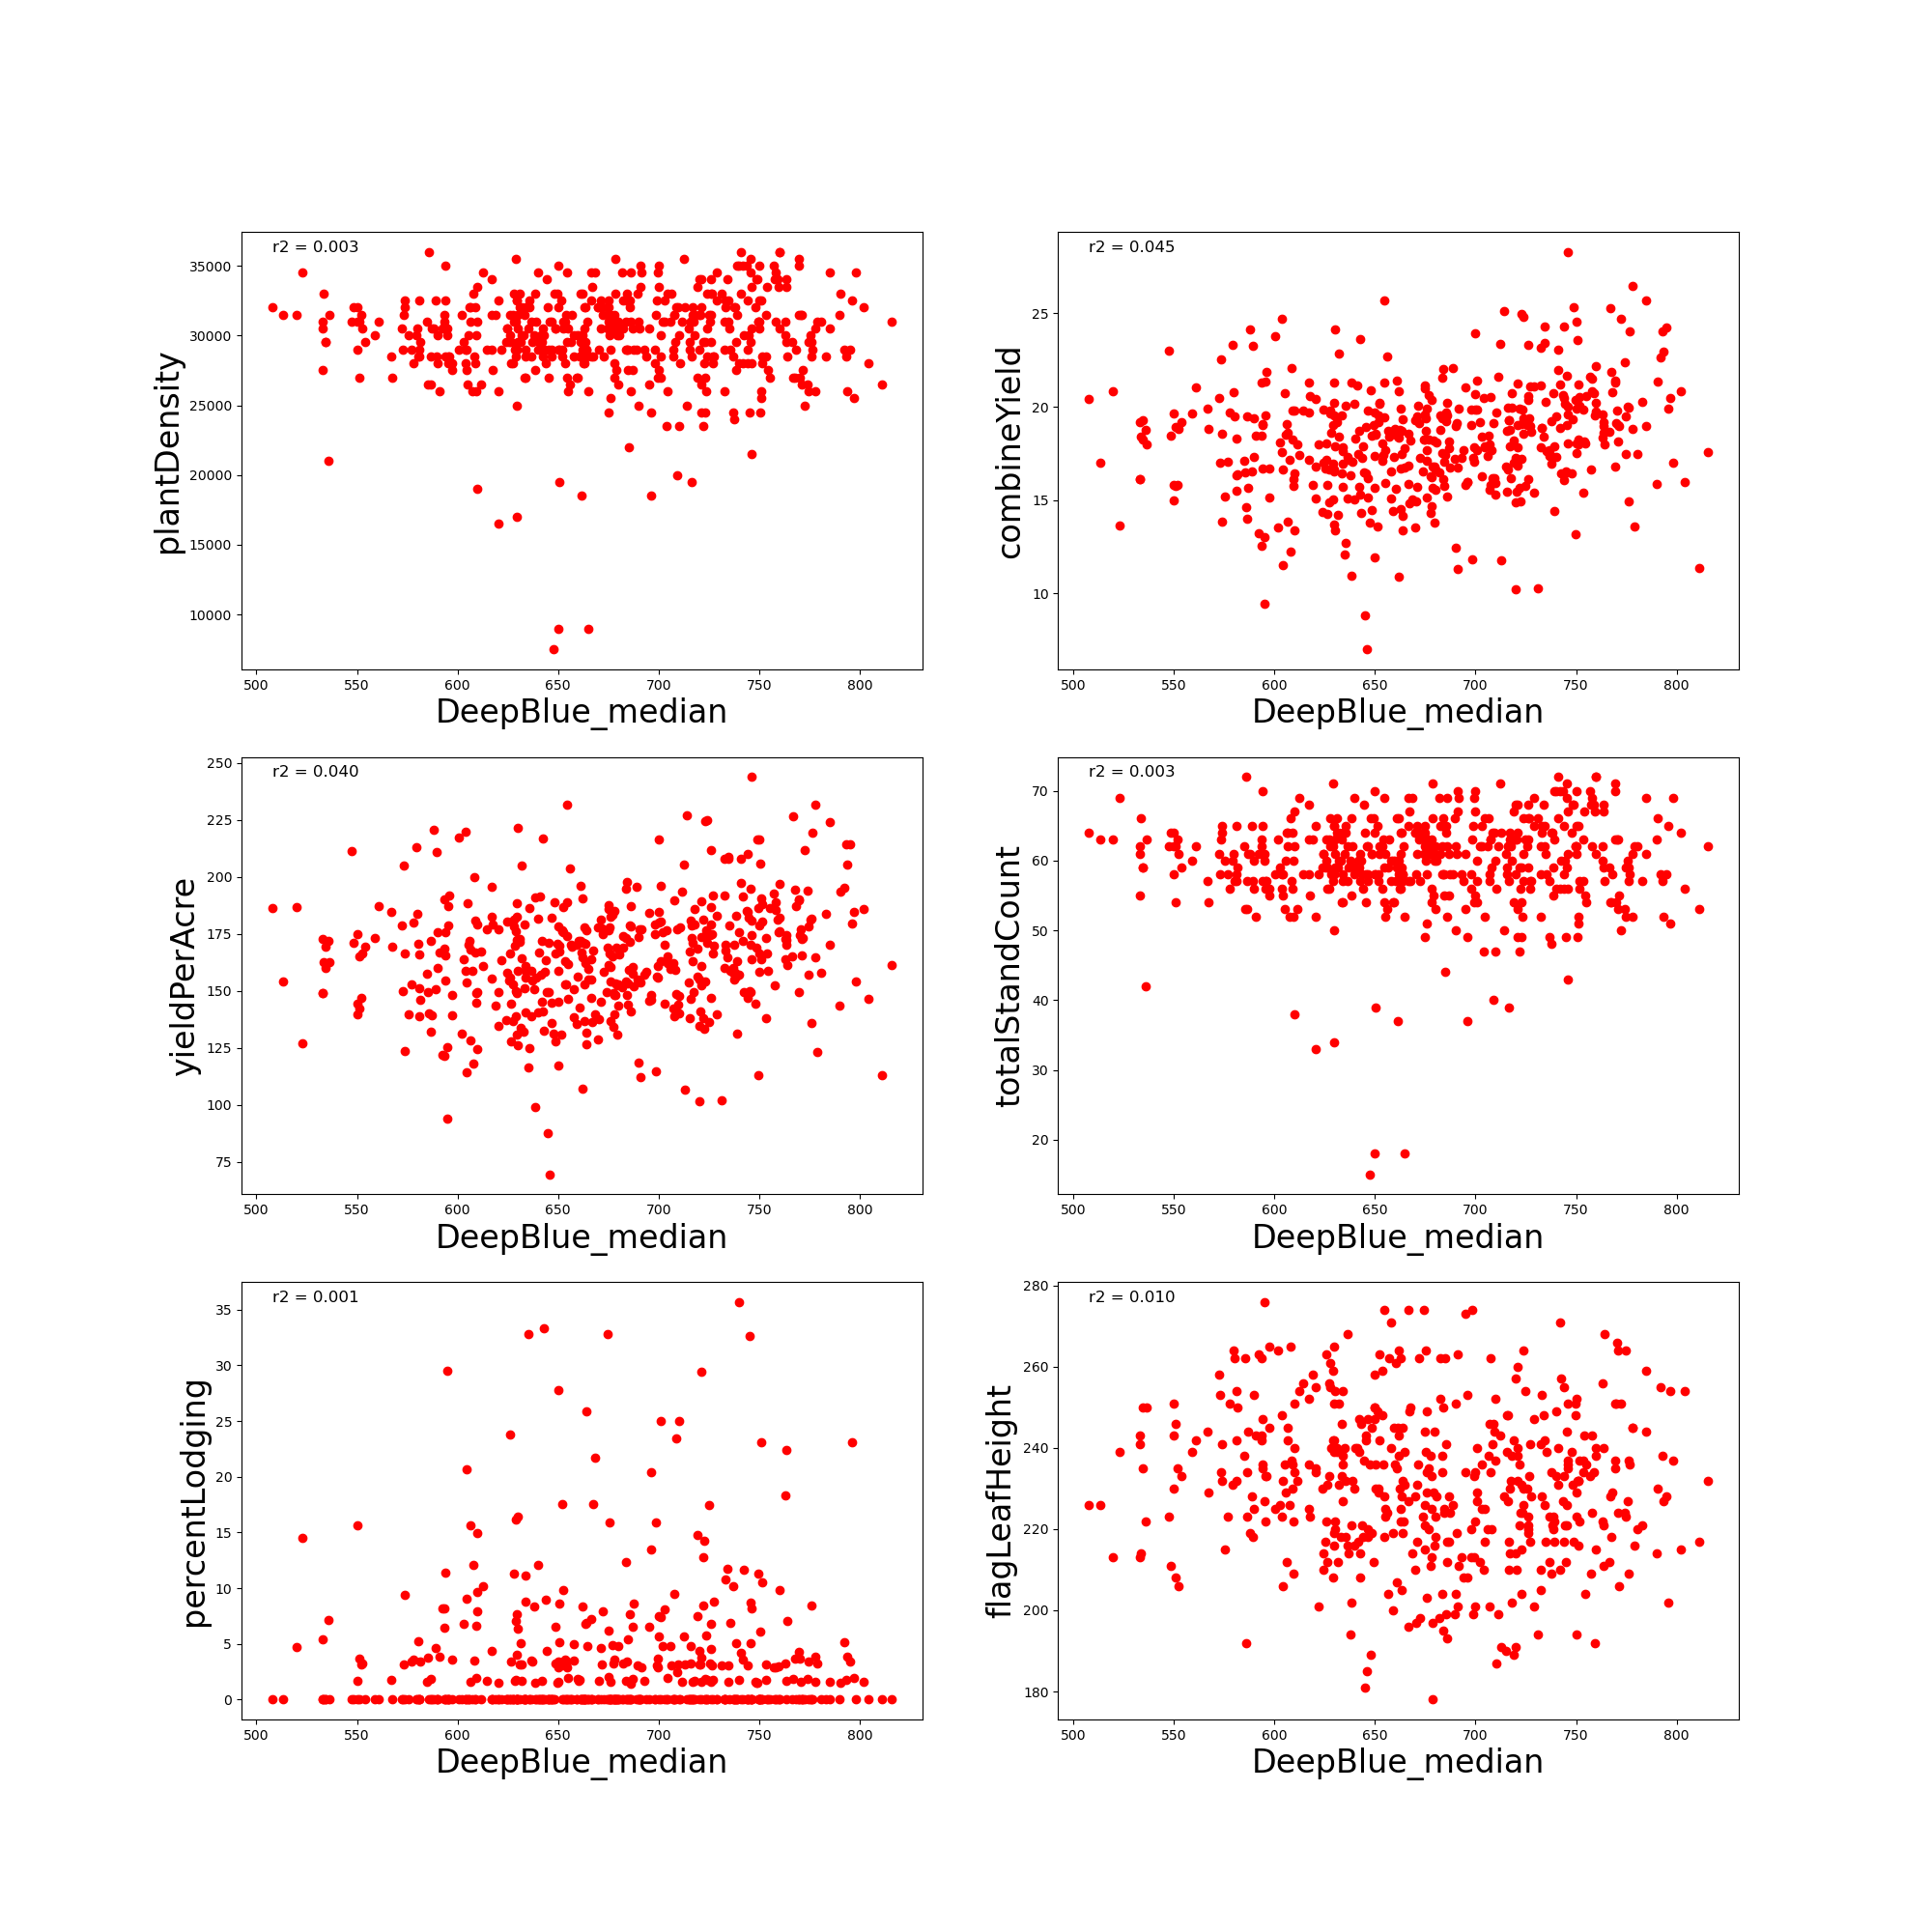 r2 = 0.003
35000
30000
25000
20000
15000
10000
plantDensity
500 550 600 650 700 750 800
DeepBlue_median
r2 = 0.045
25
20
15
10
combineYield
500 550 600 650 700 750 800
DeepBlue_median
r2 = 0.040
250
225
200
175
150
125
100
75
yieldPerAcre
500 550 600 650 700 750 800
DeepBlue_median
r2 = 0.003
70
60
50
40
30
20
totalStandCount
500 550 600 650 700 750 800
DeepBlue_median
r2 = 0.001
35
30
25
20
15
10
5
0
percentLodging
500 550 600 650 700 750 800
DeepBlue_median
r2 = 0.010
280
260
240
220
200
180
flagLeafHeight
500 550 600 650 700 750 800
DeepBlue_median